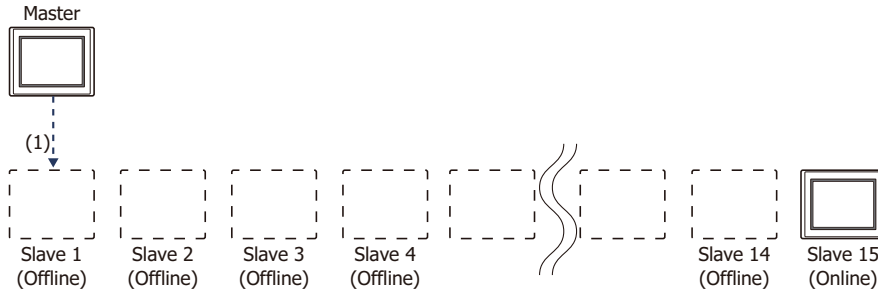 Master
(1)
Slave 1
(Offline)
Slave 2
(Offline)
Slave 3
(Offline)
Slave 4
(Offline)
Slave 14
(Offline)
Slave 15
(Online)